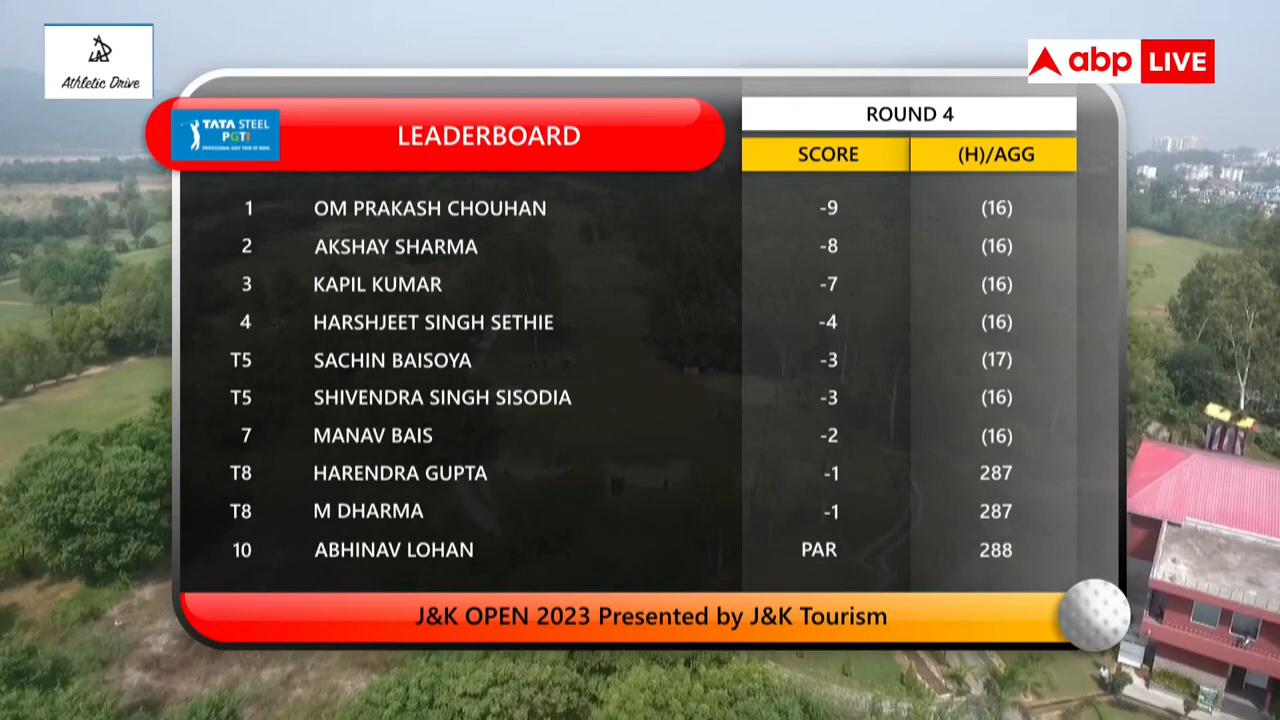 Athletic Drive
abp LIVE
TATA STEEL
PGTI
PROFESSIONAL GOLF TOUR OF INDIA
LEADERBOARD
ROUND 4
SCORE (H)/AGG
1 OM PRAKASH CHOUHAN -9 (16)
2 AKSHAY SHARMA -8 (16)
3 KAPIL KUMAR -7 (16)
4 HARSHJEET SINGH SETHIE -4 (16)
T5 SACHIN BAISOYA -3 (17)
T5 SHIVENDRA SINGH SISODIA -3 (16)
7 MANAV BAIS -2 (16)
T8 HARENDRA GUPTA -1 287
T8 M DHARMA -1 287
10 ABHINAV LOHAN PAR 288
J&K OPEN 2023 Presented by J&K Tourism